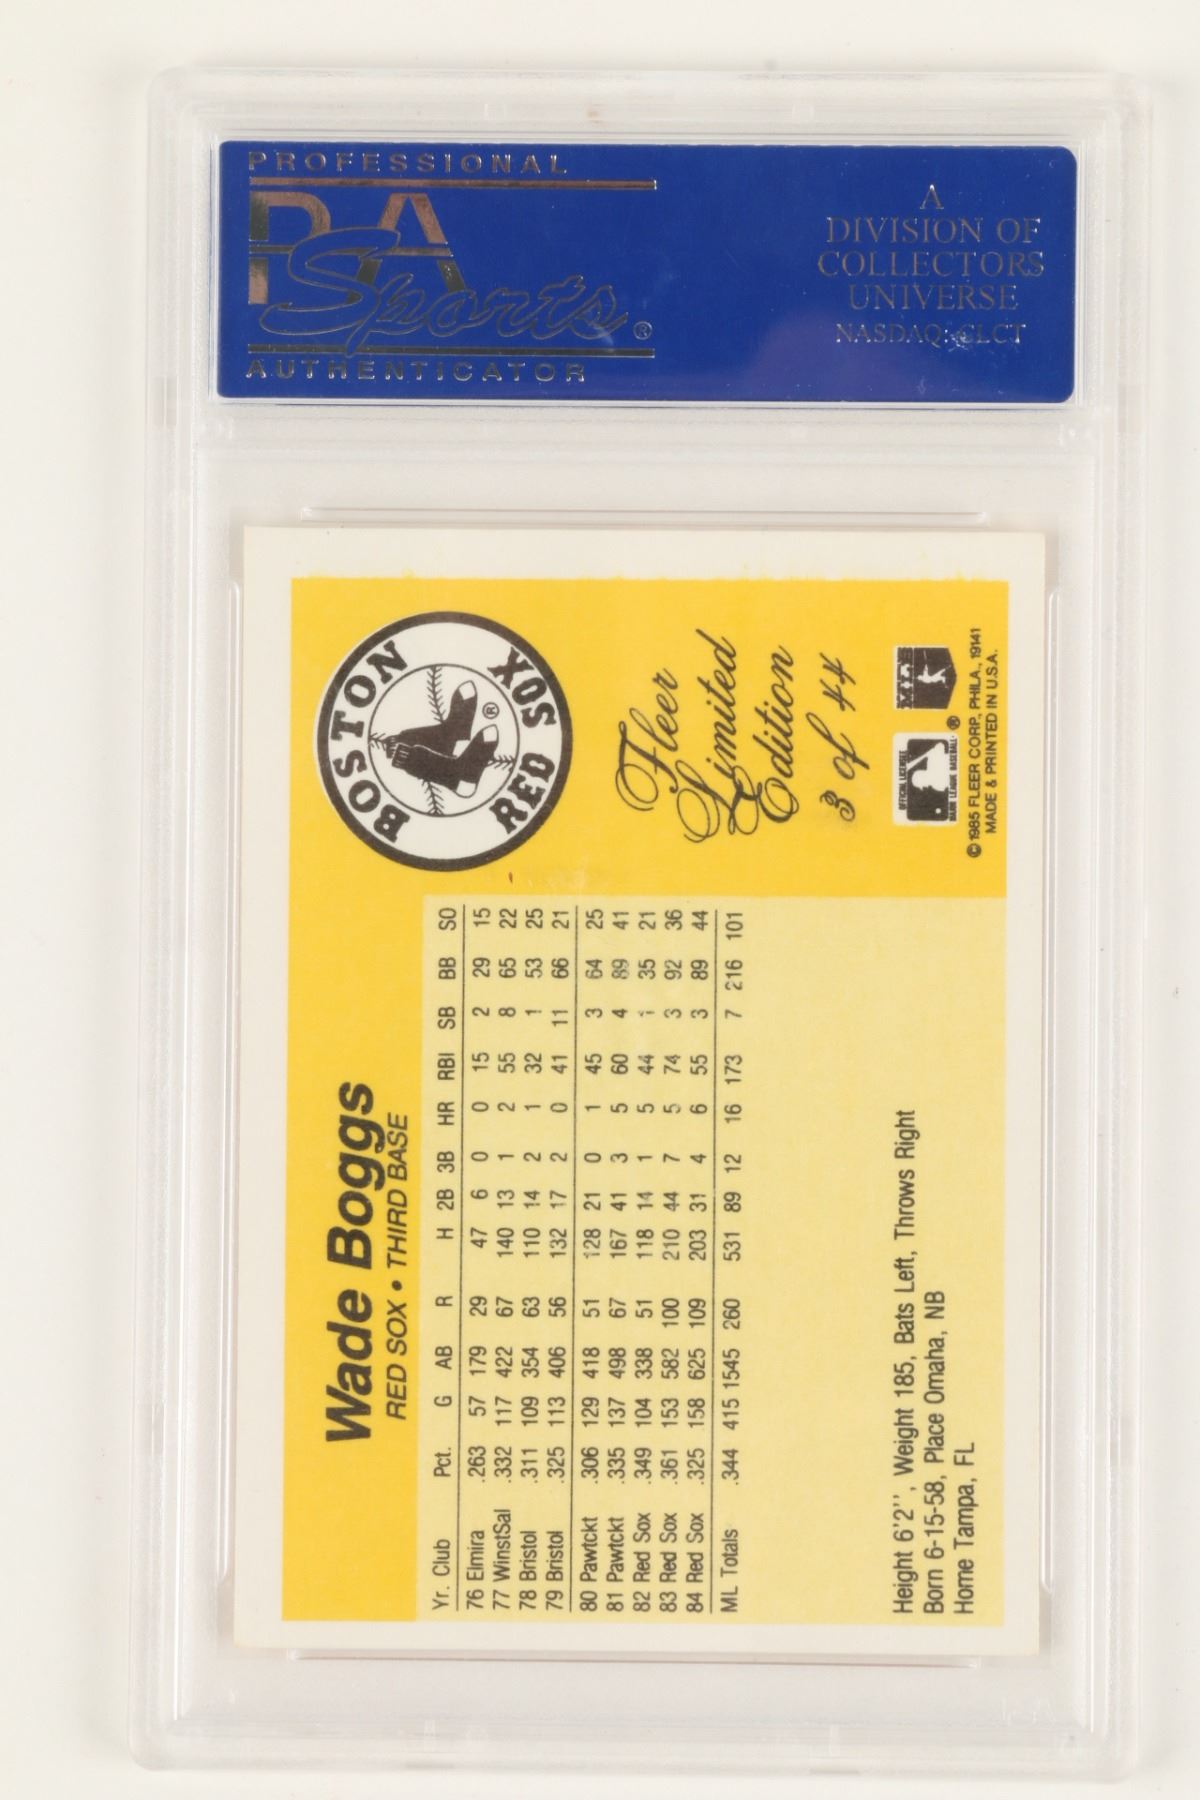 PROFESSIONAL
PSA
Sports®
AUTHENTICATOR
A
DIVISION OF
COLLECTORS
UNIVERSE
NASDAQ: CLCT
Wade Boggs
RED SOX • THIRD BASE
BOSTON
RED SOX
®
Yr. Club Pct. G AB R H 2B 3B HR RBI SB BB SO
76 Elmira .263 57 179 29 47 6 0 0 15 2 29 15
77 WinstSal .332 117 422 67 140 13 1 2 55 8 65 22
78 Bristol .311 109 354 63 110 14 2 1 32 1 53 25
79 Bristol .325 113 406 56 132 17 2 0 41 11 66 21
80 Pawtckt .306 129 418 51 128 21 0 1 45 3 64 25
81 Pawtckt .335 137 498 67 167 41 3 5 60 4 89 41
82 Red Sox .349 104 338 51 118 14 1 5 44 1 35 21
83 Red Sox .361 153 582 100 210 44 7 5 74 3 92 36
84 Red Sox .325 158 625 109 203 31 4 6 55 3 89 44
ML Totals .344 415 1545 260 531 89 12 16 173 7 216 101
Height 6'2'', Weight 185, Bats Left, Throws Right
Born 6-15-58, Place Omaha, NB
Home Tampa, FL
Fleer
Limited
Edition
3 of 44
OFFICIAL LICENSEE
MAJOR LEAGUE BASEBALL ®
©1985 FLEER CORP., PHILA., 19141
MADE & PRINTED IN U.S.A.